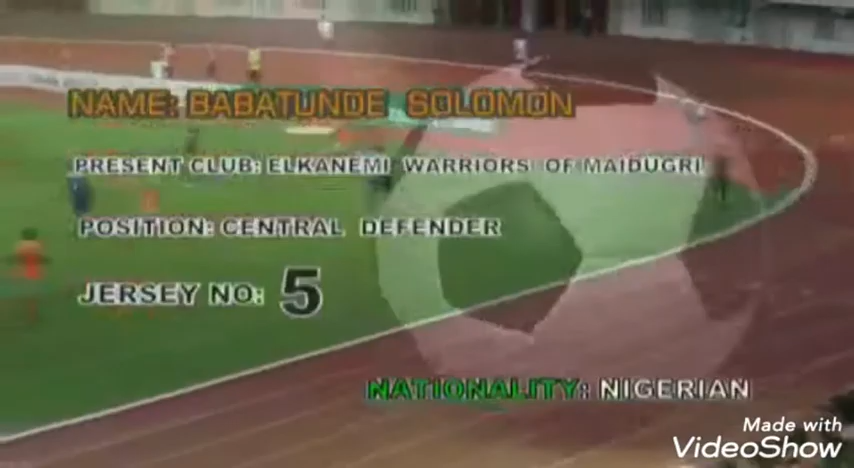 NAME: BABATUNDE SOLOMON
PRESENT CLUB: ELKANEMI WARRIORS OF MAIDUGRI
POSITION: CENTRAL DEFENDER
JERSEY NO: 5
NATIONALITY: NIGERIAN
Made with
VideoShow